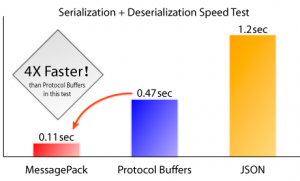 Serialization + Deserialization Speed Test
1.2sec
4X Faster!
than Protocol Buffers
in this test
0.47sec
0.11sec
MessagePack
Protocol Buffers
JSON